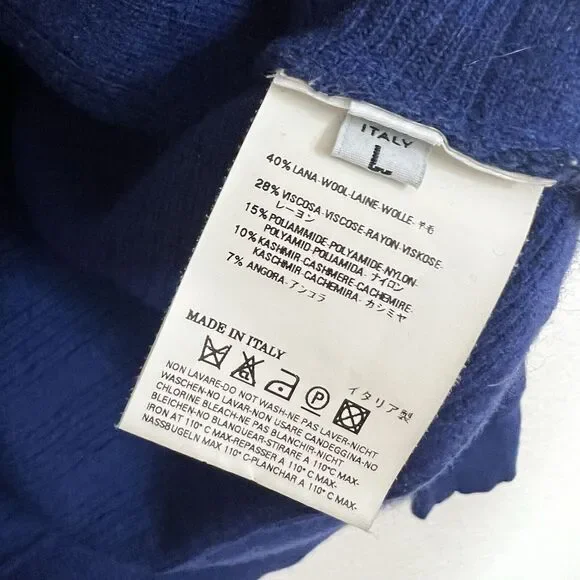 ITALY
L
40% LANA-WOOL-LAINE-WOLLE-羊毛
28% VISCOSA-VISCOSE-RAYON-VISKOSE-
レーヨン
15% POLIAMMIDE-POLYAMIDE-NYLON-
POLYAMID-POLIAMIDA-ナイロン
10% KASHMIR-CASHMERE-CACHEMIRE-
KASCHMIR-CACHEMIRA-カシミヤ
7% ANGORA-アンゴラ
MADE IN ITALY
P
イタリア製
NON LAVARE-DO NOT WASH-NE PAS LAVER-NICHT
WASCHEN-NO LAVAR-NON USARE CANDEGGINA-NO
CHLORINE BLEACH-NE PAS BLANCHIR-NICHT
BLEICHEN-NO BLANQUEAR-STIRARE A 110°C MAX-
IRON AT 110° C MAX-REPASSER A 110° C MAX-
NASSBUGELN MAX 110° C-PLANCHAR A 110° C MAX